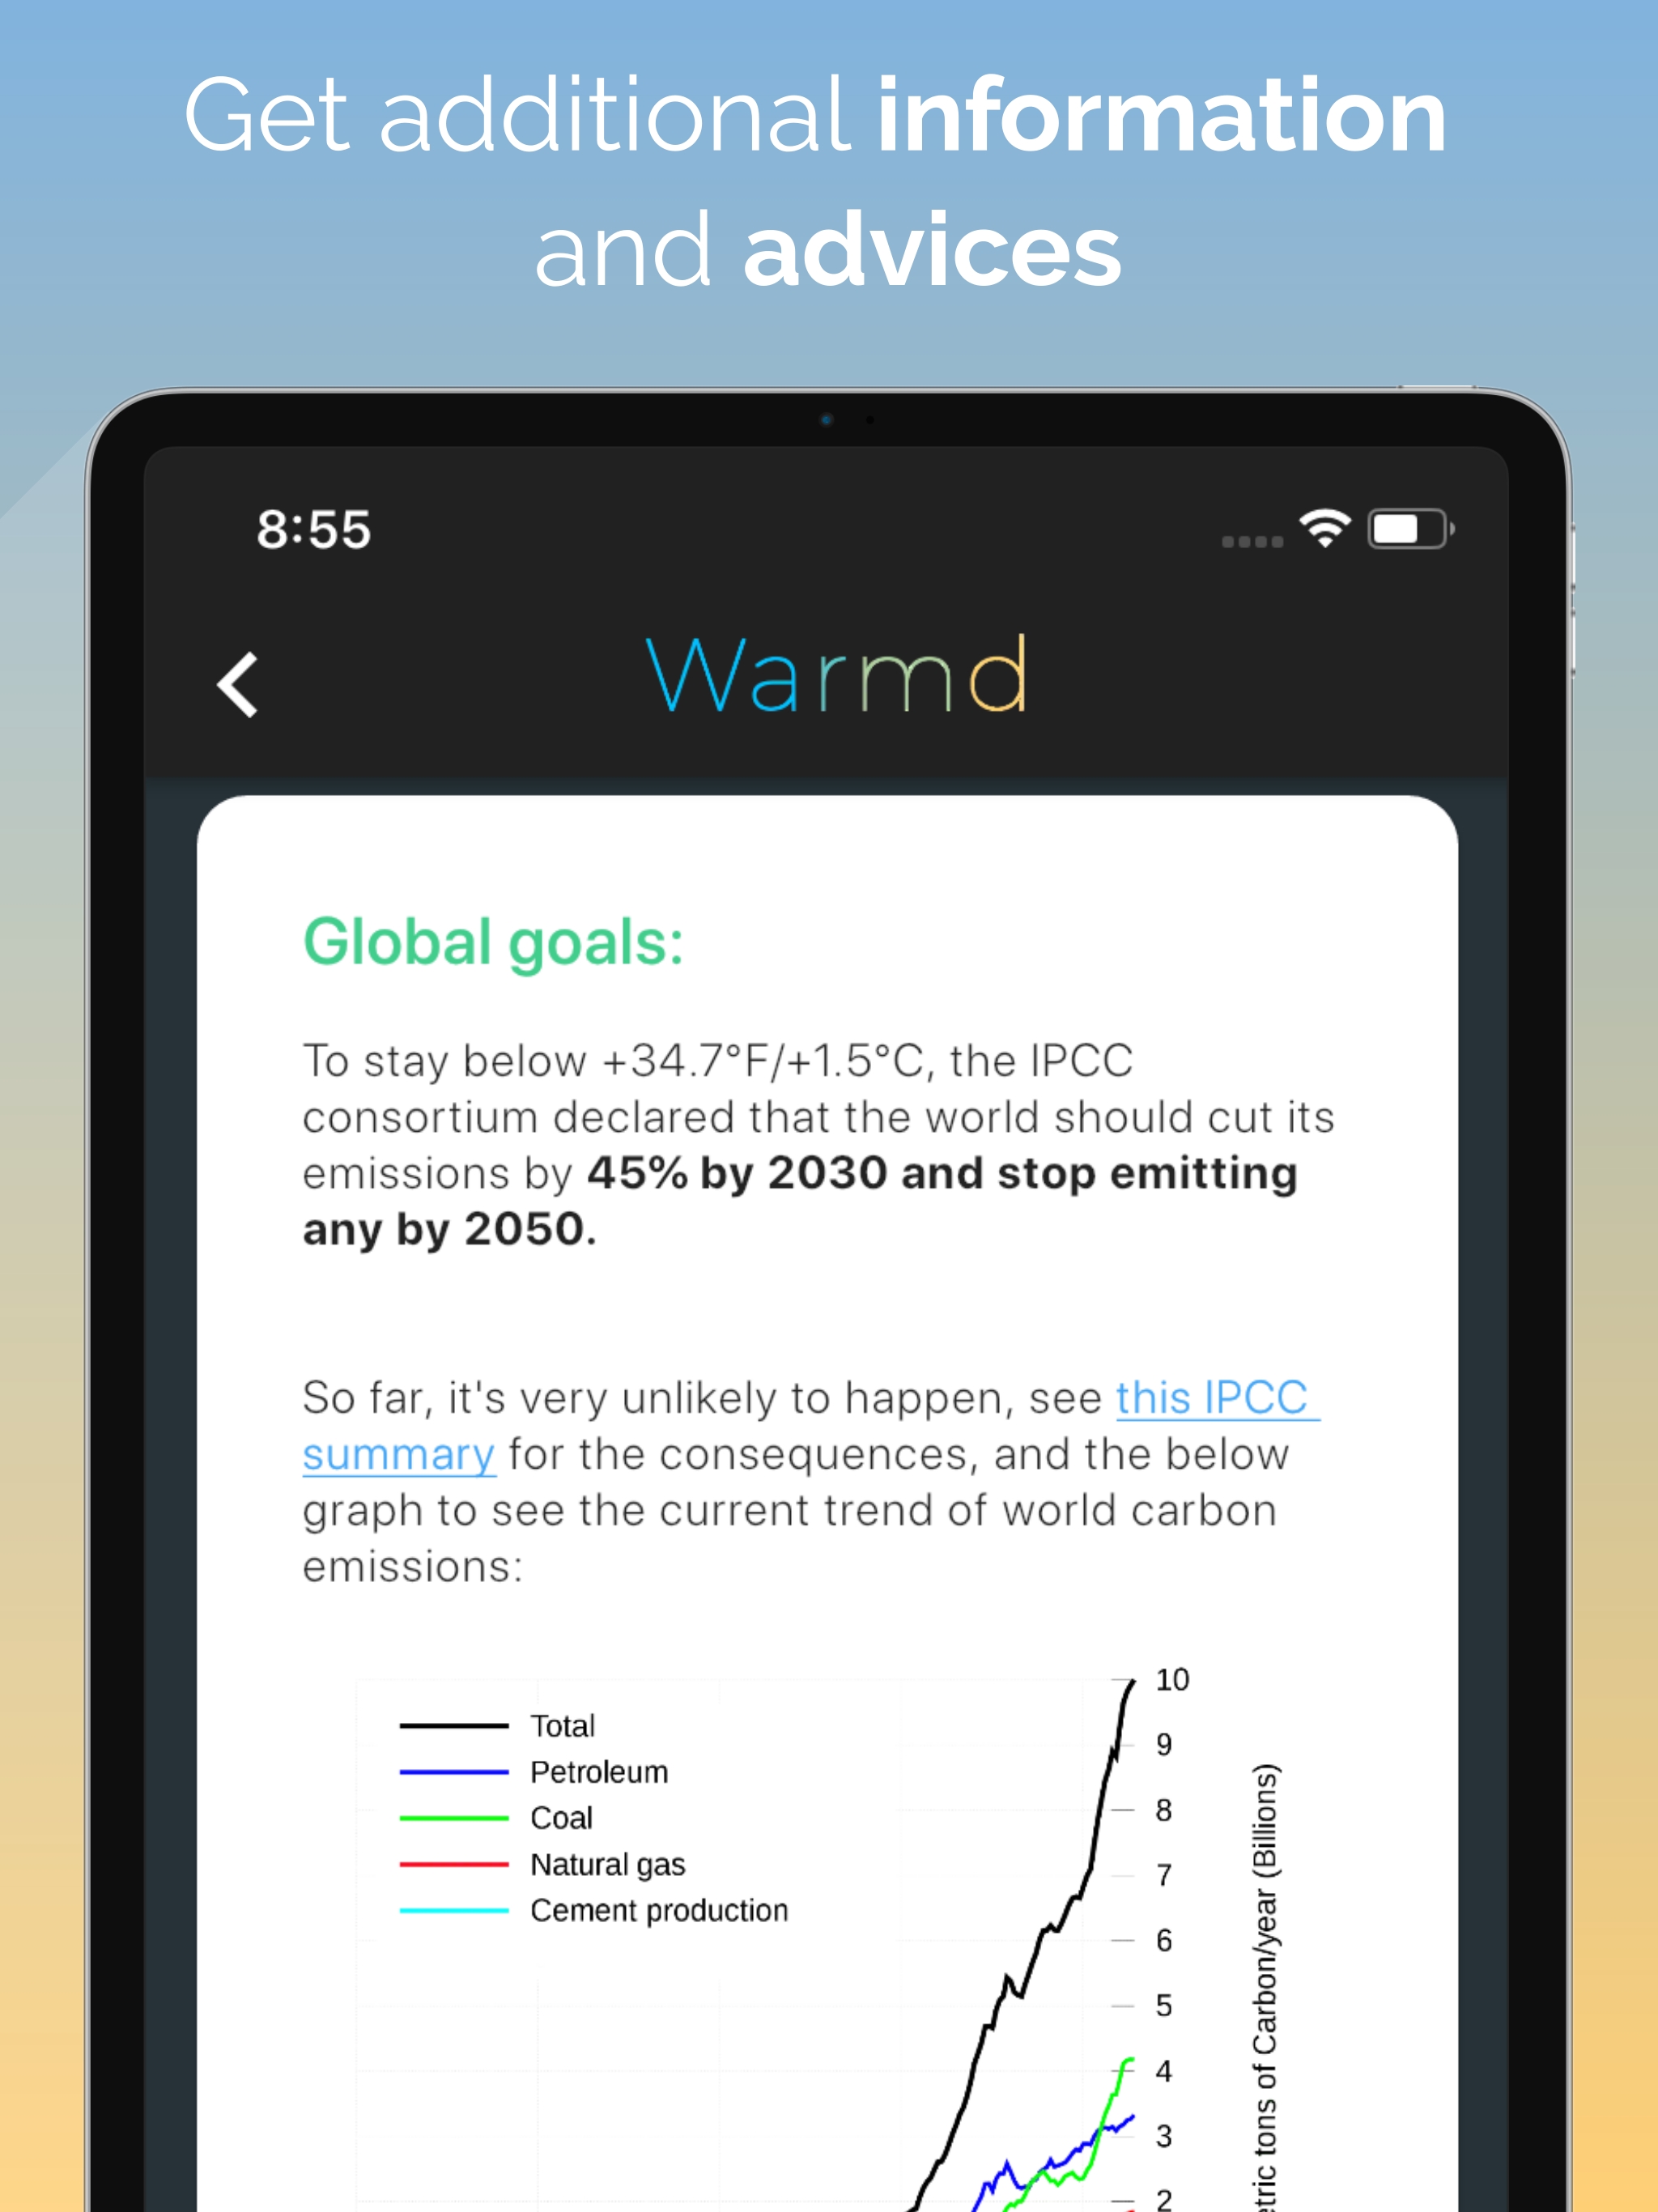 Get additional information
and advices
8:55
Warmd
Global goals:
To stay below +34.7°F/+1.5°C, the IPCC
consortium declared that the world should cut its
emissions by 45% by 2030 and stop emitting
any by 2050.
So far, it's very unlikely to happen, see this IPCC
summary for the consequences, and the below
graph to see the current trend of world carbon
emissions:
Total
Petroleum
Coal
Natural gas
Cement production
10
9
8
7
6
5
4
3
2
etric tons of Carbon/year (Billions)